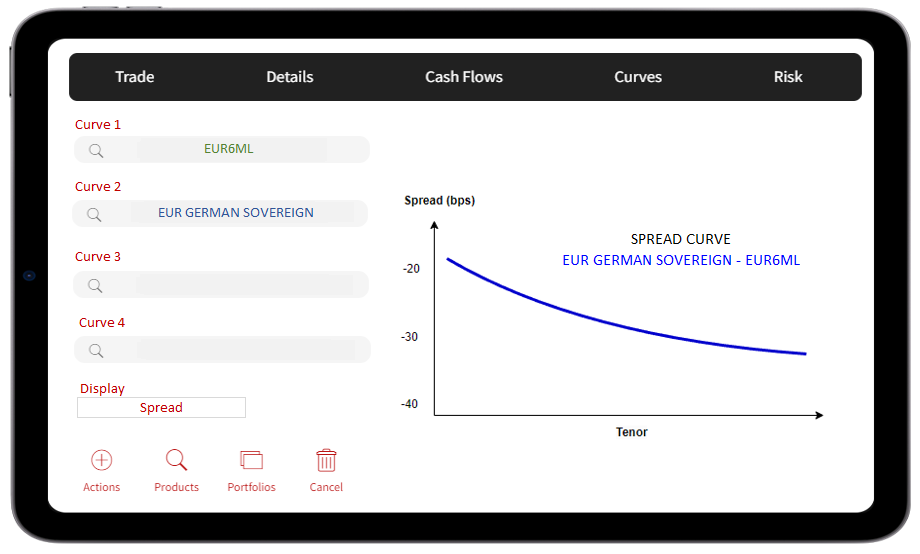 Trade Details Cash Flows Curves Risk
Curve 1
EUR6ML
Curve 2
EUR GERMAN SOVEREIGN
Curve 3
Curve 4
Display
Spread
Actions Products Portfolios Cancel
Spread (bps)
SPREAD CURVE
EUR GERMAN SOVEREIGN - EUR6ML
-20
-30
-40
Tenor